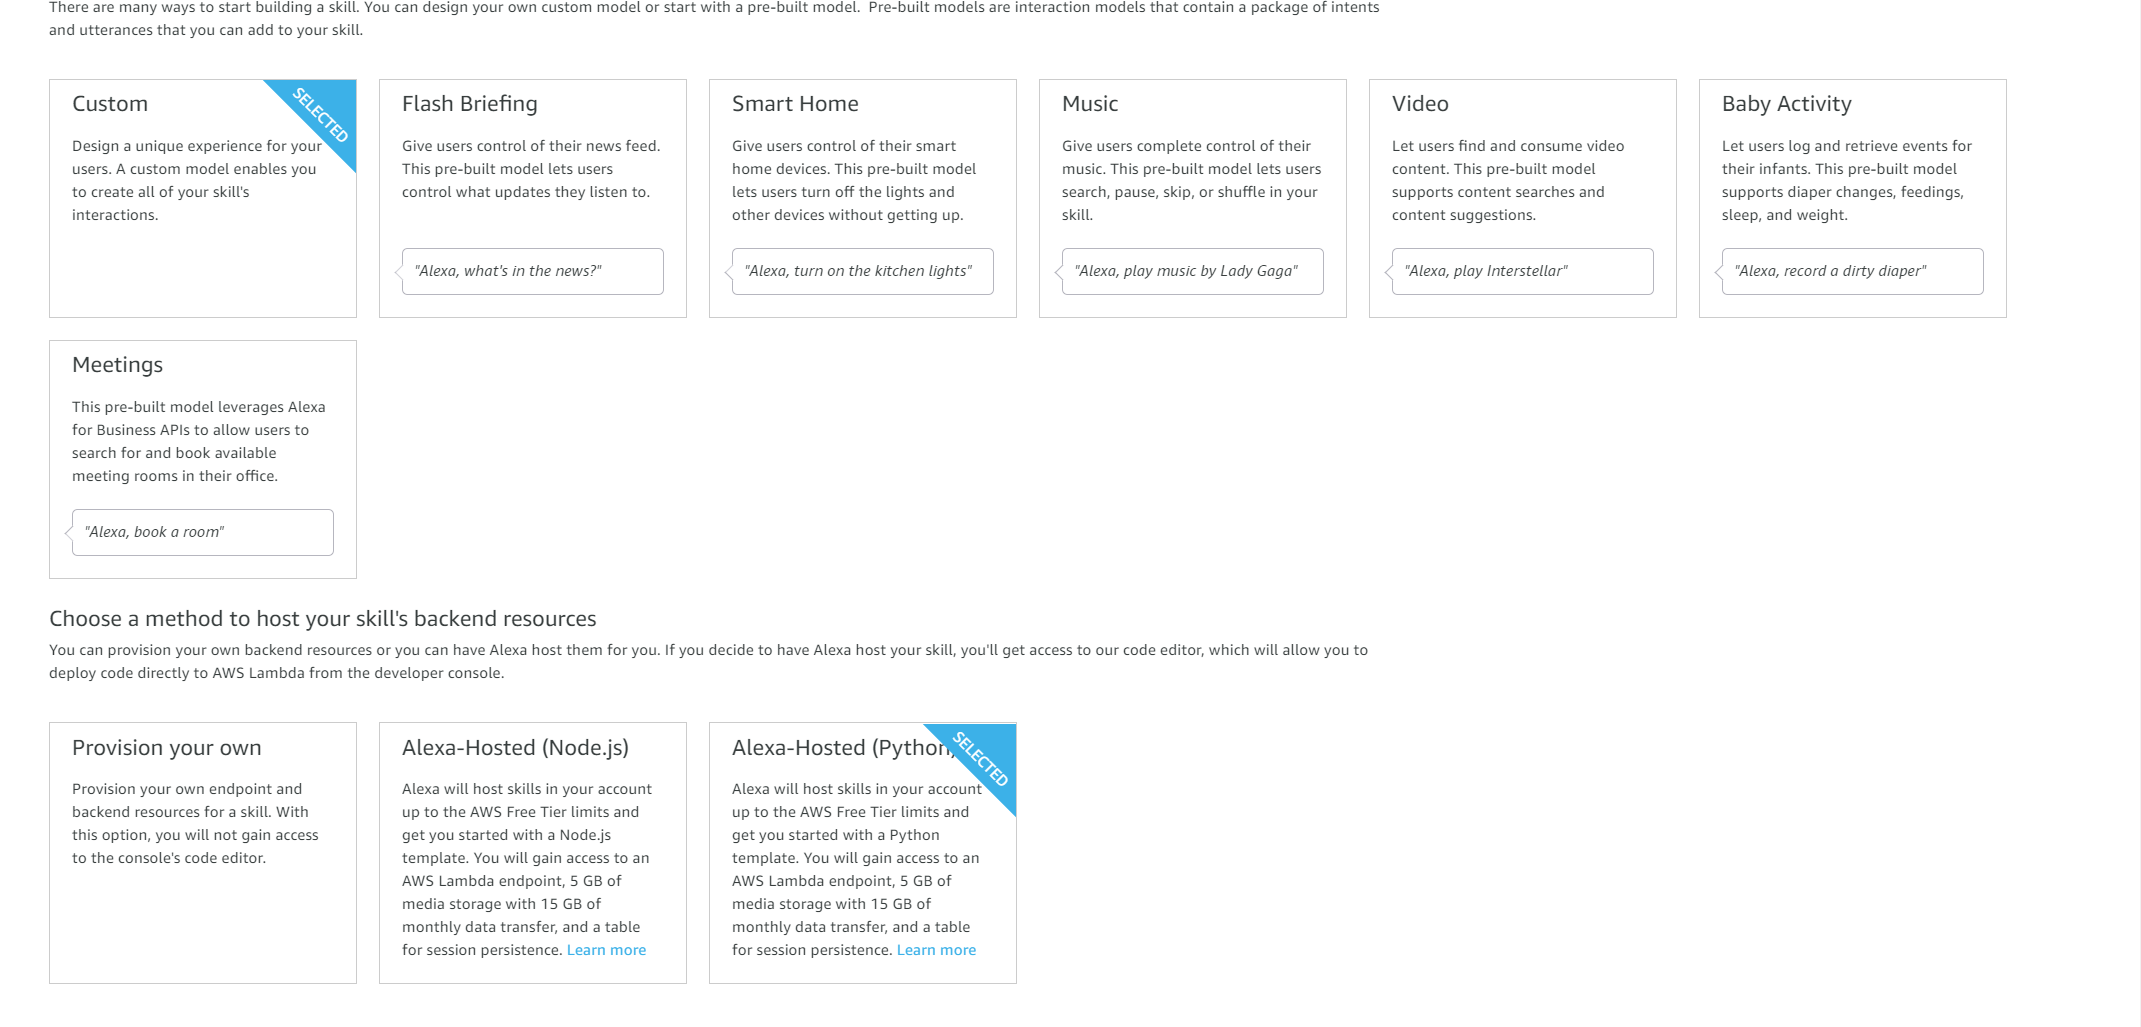 There are many ways to start building a skill. You can design your own custom model or start with a pre-built model.  Pre-built models are interaction models that contain a package of intents
and utterances that you can add to your skill.
Custom
SELECTED
Design a unique experience for your
users. A custom model enables you
to create all of your skill's
interactions.
Flash Briefing
Give users control of their news feed.
This pre-built model lets users
control what updates they listen to.
"Alexa, what's in the news?"
Smart Home
Give users control of their smart
home devices. This pre-built model
lets users turn off the lights and
other devices without getting up.
"Alexa, turn on the kitchen lights"
Music
Give users complete control of their
music. This pre-built model lets users
search, pause, skip, or shuffle in your
skill.
"Alexa, play music by Lady Gaga"
Video
Let users find and consume video
content. This pre-built model
supports content searches and
content suggestions.
"Alexa, play Interstellar"
Baby Activity
Let users log and retrieve events for
their infants. This pre-built model
supports diaper changes, feedings,
sleep, and weight.
"Alexa, record a dirty diaper"
Meetings
This pre-built model leverages Alexa
for Business APIs to allow users to
search for and book available
meeting rooms in their office.
"Alexa, book a room"
Choose a method to host your skill's backend resources
You can provision your own backend resources or you can have Alexa host them for you. If you decide to have Alexa host your skill, you'll get access to our code editor, which will allow you to
deploy code directly to AWS Lambda from the developer console.
Provision your own
Provision your own endpoint and
backend resources for a skill. With
this option, you will not gain access
to the console's code editor.
Alexa-Hosted (Node.js)
Alexa will host skills in your account
up to the AWS Free Tier limits and
get you started with a Node.js
template. You will gain access to an
AWS Lambda endpoint, 5 GB of
media storage with 15 GB of
monthly data transfer, and a table
for session persistence. Learn more
Alexa-Hosted (Python)
SELECTED
Alexa will host skills in your account
up to the AWS Free Tier limits and
get you started with a Python
template. You will gain access to an
AWS Lambda endpoint, 5 GB of
media storage with 15 GB of
monthly data transfer, and a table
for session persistence. Learn more